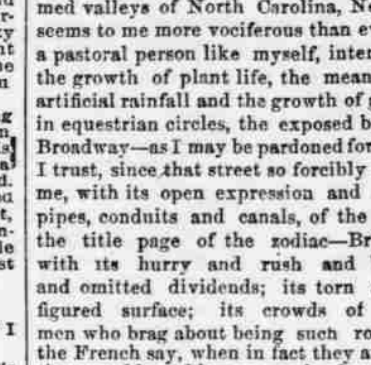 med valleys of North Carolina, Ne
seems to me more vociferous than e
a pastoral person like myself, inter
the growth of plant life, the mean
artificial rainfall and the growth of
in equestrian circles, the exposed b
Broadway—as I may be pardoned for
I trust, since that street so forcibly
me, with its open expression and
pipes, conduits and canals, of the
the title page of the zodiac—Br
with its hurry and rush and
and omitted dividends; its torn
figured surface; its crowds of
men who brag about being such ro
the French say, when in fact they a